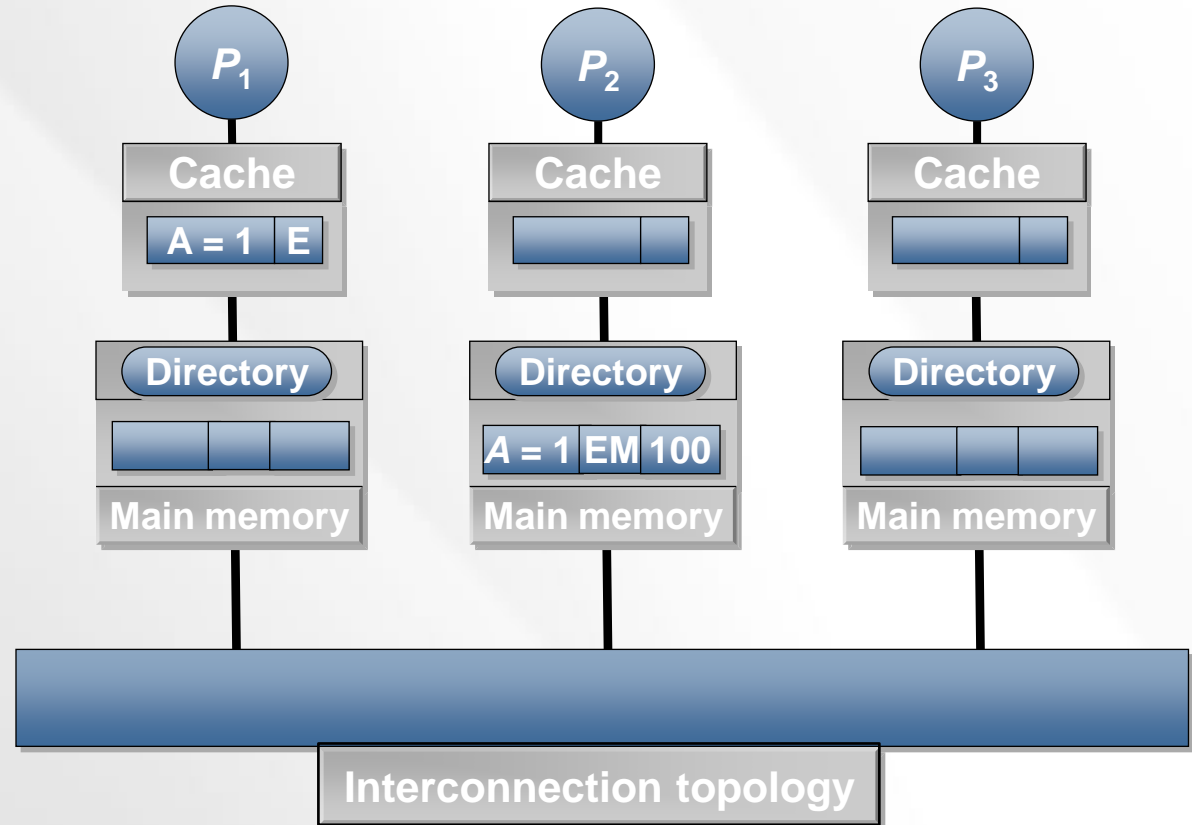 P1 P2 P3
Cache Cache Cache
A = 1 E
Directory Directory Directory
A = 1 EM 100
Main memory Main memory Main memory
Interconnection topology